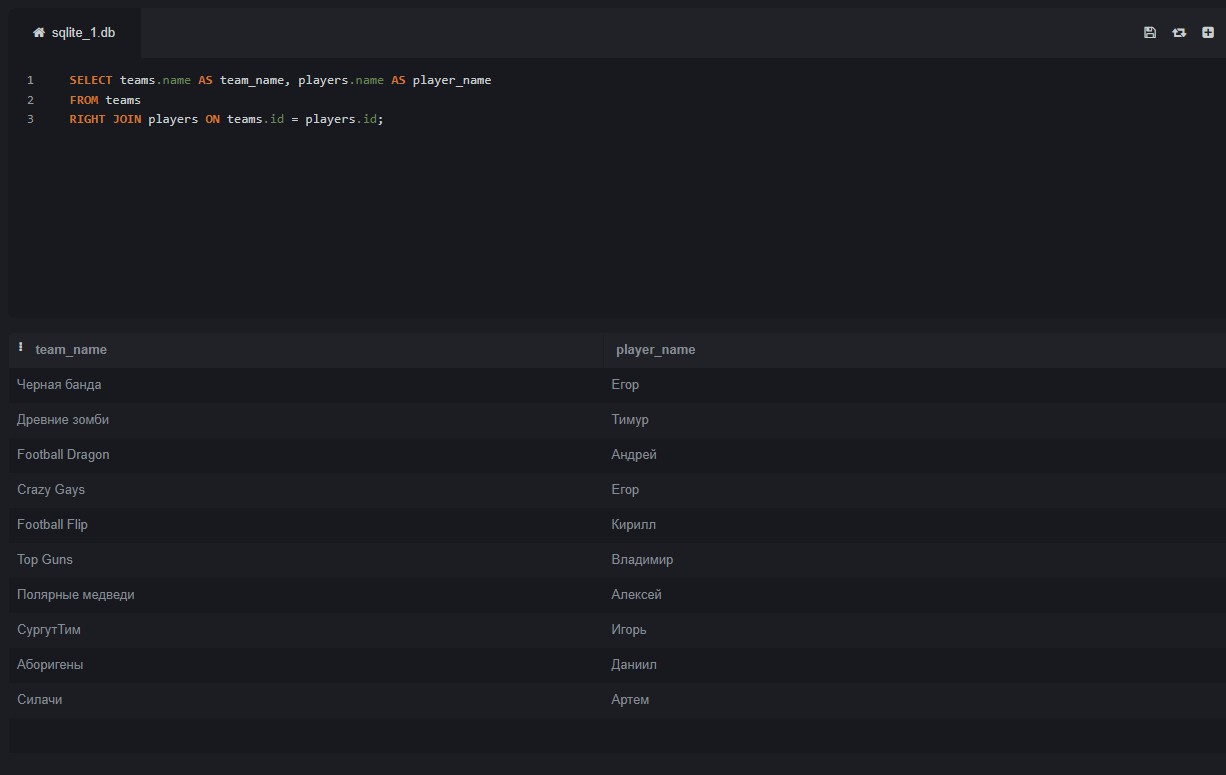 sqlite_1.db
1 SELECT teams.name AS team_name, players.name AS player_name
2 FROM teams
3 RIGHT JOIN players ON teams.id = players.id;
team_name player_name
Черная банда Егор
Древние зомби Тимур
Football Dragon Андрей
Crazy Gays Егор
Football Flip Кирилл
Top Guns Владимир
Полярные медведи Алексей
СургутТим Игорь
Аборигены Даниил
Силачи Артем